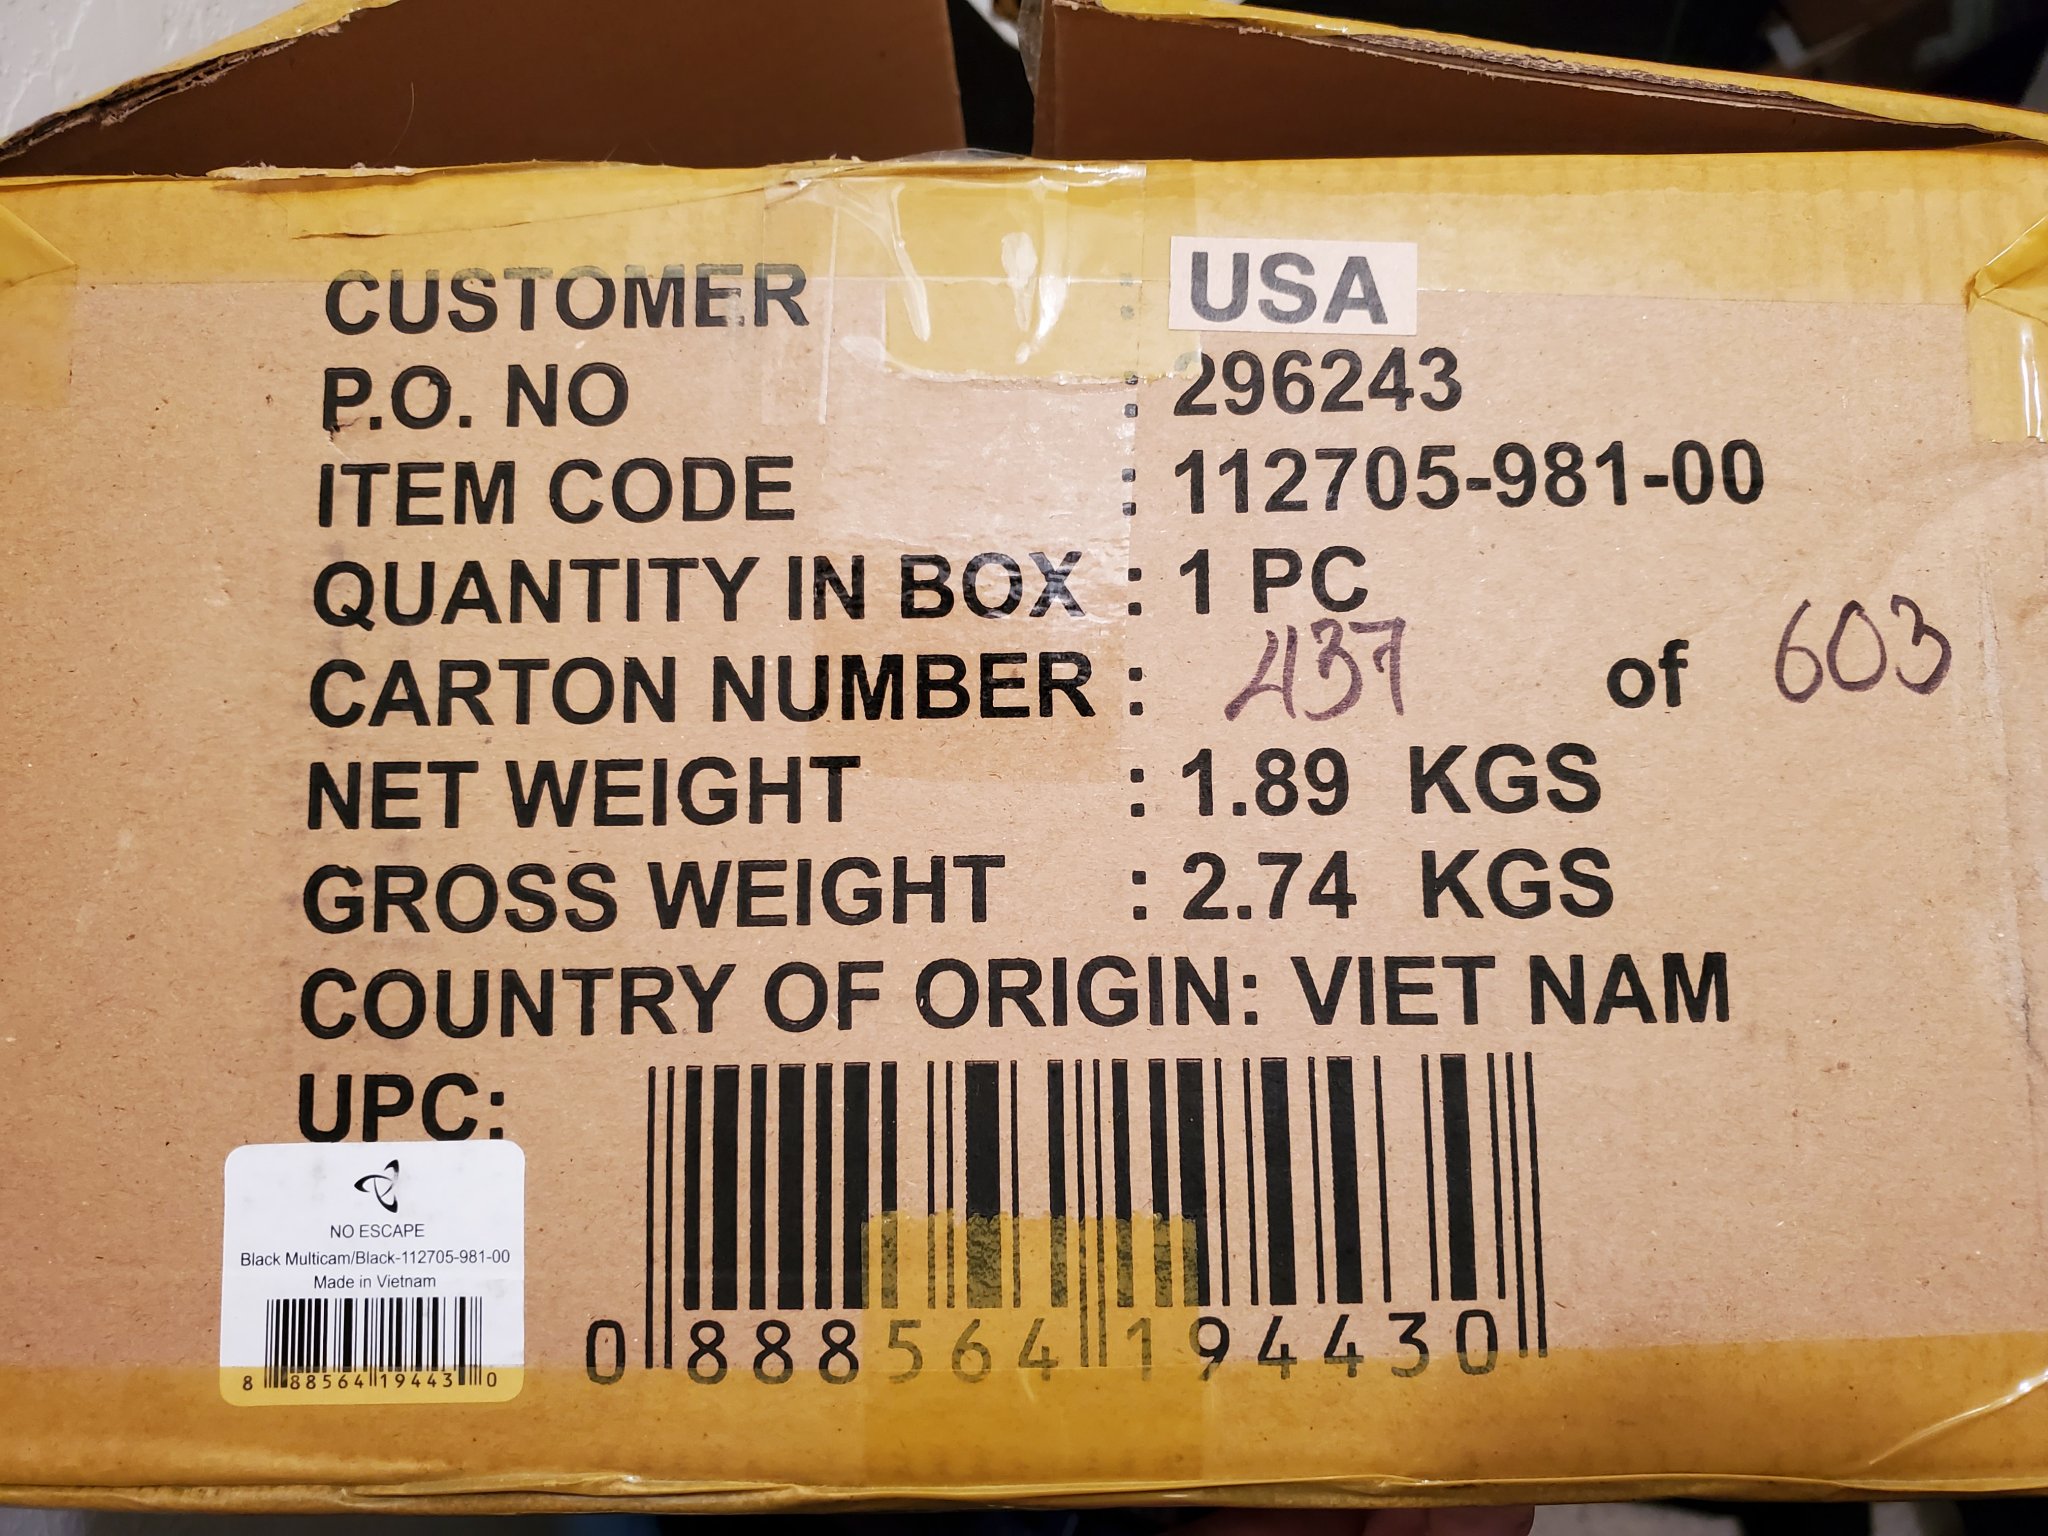 CUSTOMER : USA
P.O. NO : 296243
ITEM CODE : 112705-981-00
QUANTITY IN BOX : 1 PC
CARTON NUMBER : 437 of 603
NET WEIGHT : 1.89 KGS
GROSS WEIGHT : 2.74 KGS
COUNTRY OF ORIGIN: VIET NAM
UPC:
0 888564 194430
NO ESCAPE
Black Multicam/Black-112705-981-00
Made in Vietnam
8 88564 19443 0